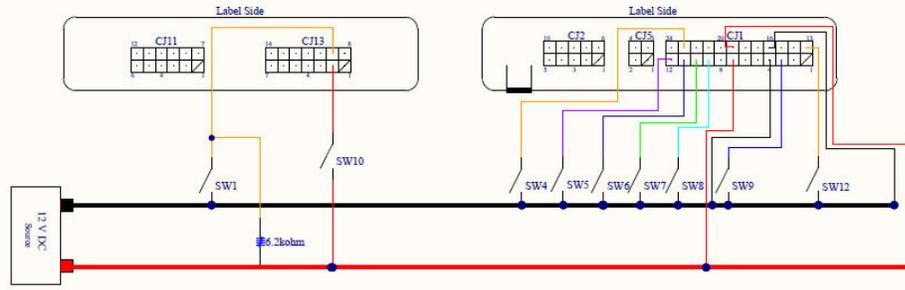 Label Side
Label Side
CJ11
CJ13
CJ2
CJ5
CJ1
12
7
14
8
10
6
4
3
24
20
16
13
6
4
1
7
4
1
5
3
1
2
1
12
8
4
1
SW1
SW10
SW4
SW5
SW6
SW7
SW8
SW9
SW12
12 V DC
Source
6.2kohm